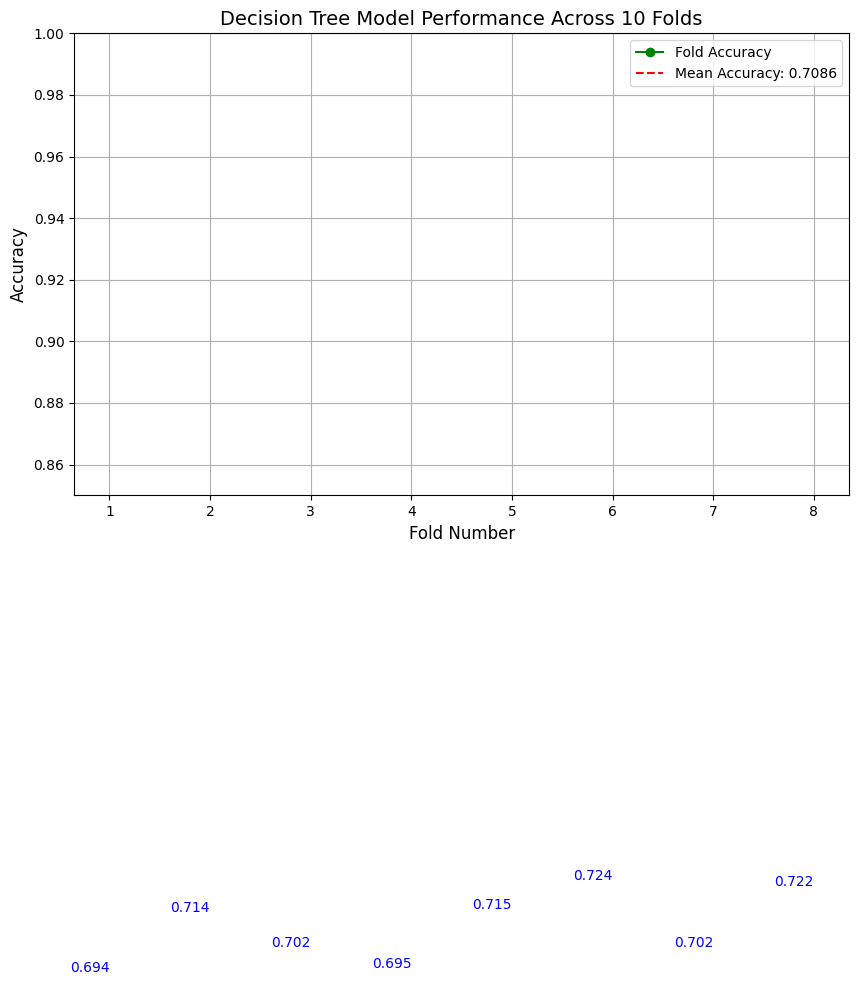 Decision Tree Model Performance Across 10 Folds
1.00
Fold Accuracy
Mean Accuracy: 0.7086
0.98
0.96
0.94
0.92
0.90
0.88
0.86
Accuracy
1 2 3 4 5 6 7 8
Fold Number
0.724
0.722
0.715
0.714
0.702
0.702
0.695
0.694